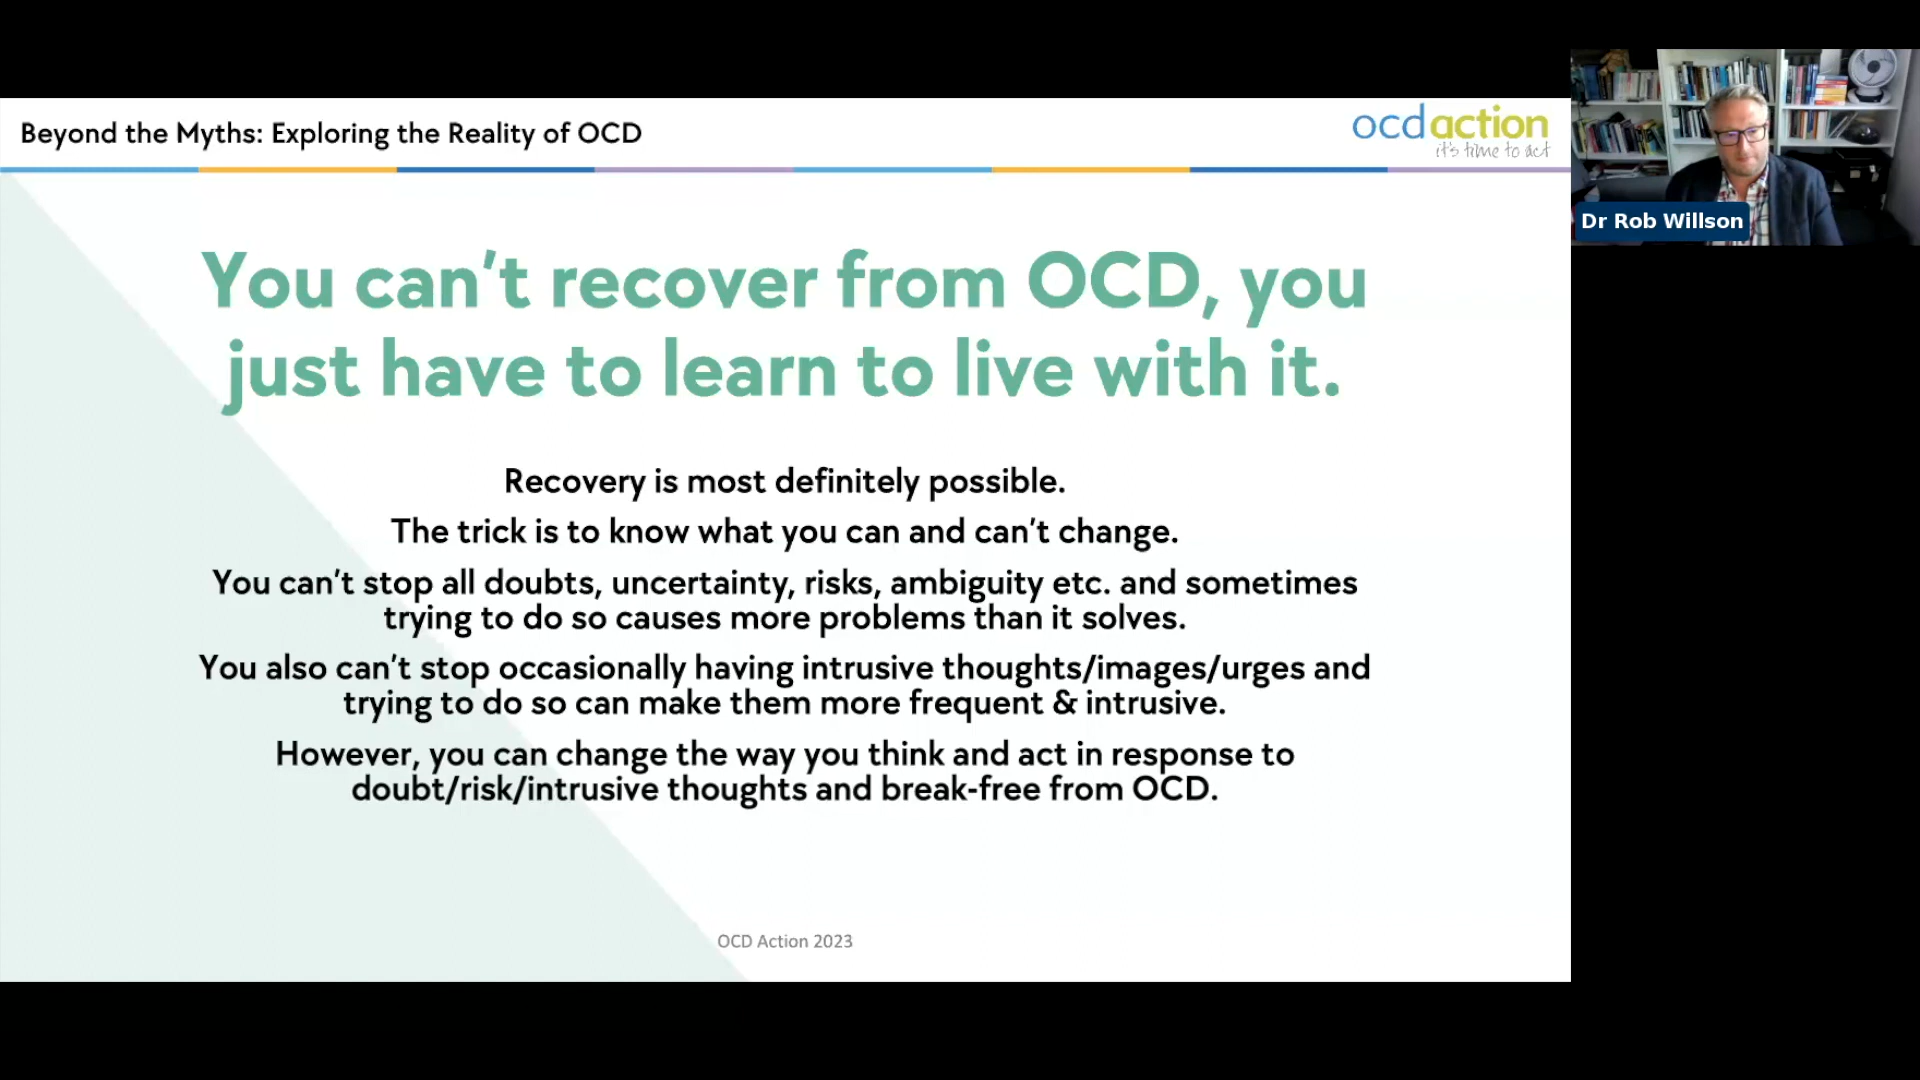 Beyond the Myths: Exploring the Reality of OCD
ocdaction
it's time to act
Dr Rob Willson
You can't recover from OCD, you
just have to learn to live with it.
Recovery is most definitely possible.
The trick is to know what you can and can't change.
You can't stop all doubts, uncertainty, risks, ambiguity etc. and sometimes
trying to do so causes more problems than it solves.
You also can't stop occasionally having intrusive thoughts/images/urges and
trying to do so can make them more frequent & intrusive.
However, you can change the way you think and act in response to
doubt/risk/intrusive thoughts and break-free from OCD.
OCD Action 2023